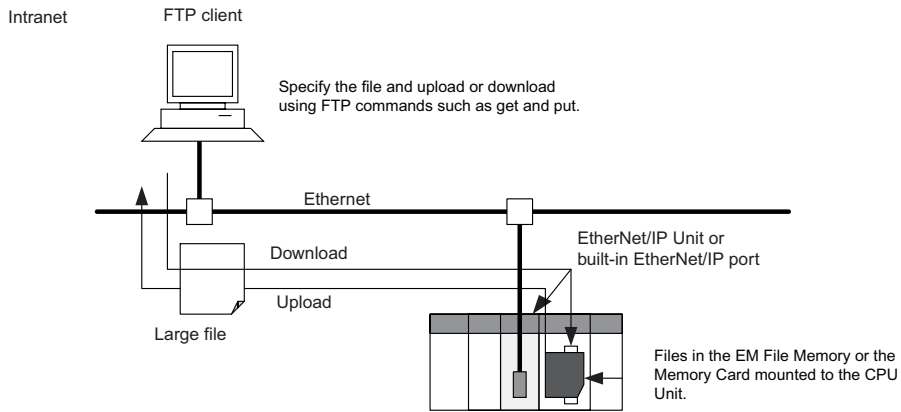 Intranet
FTP client
Specify the file and upload or download
using FTP commands such as get and put.
Ethernet
EtherNet/IP Unit or
built-in EtherNet/IP port
Download
Upload
Large file
Files in the EM File Memory or the
Memory Card mounted to the CPU
Unit.